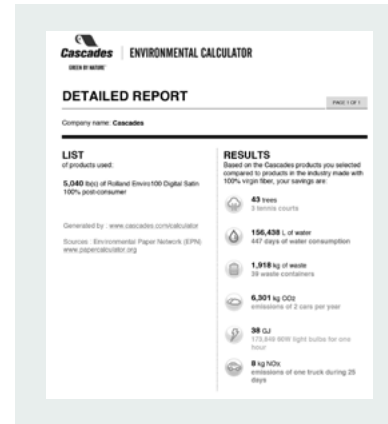 Cascades
GREEN BY NATURE
ENVIRONMENTAL CALCULATOR
DETAILED REPORT
PAGE 1 OF 1
Company name: Cascades
LIST
of products used:
5,040 lb(s) of Rolland Enviro100 Digital Satin
100% post-consumer
Generated by : www.cascades.com/calculator
Sources : Environmental Paper Network (EPN)
www.papercalculator.org
RESULTS
Based on the Cascades products you selected
compared to products in the industry made with
100% virgin fiber, your savings are:
43 trees
3 tennis courts
156,438 L of water
447 days of water consumption
1,918 kg of waste
39 waste containers
6,301 kg CO2
emissions of 2 cars per year
38 GJ
60W light bulbs for one
hour
8 kg NOx
emissions of one truck during 25
days